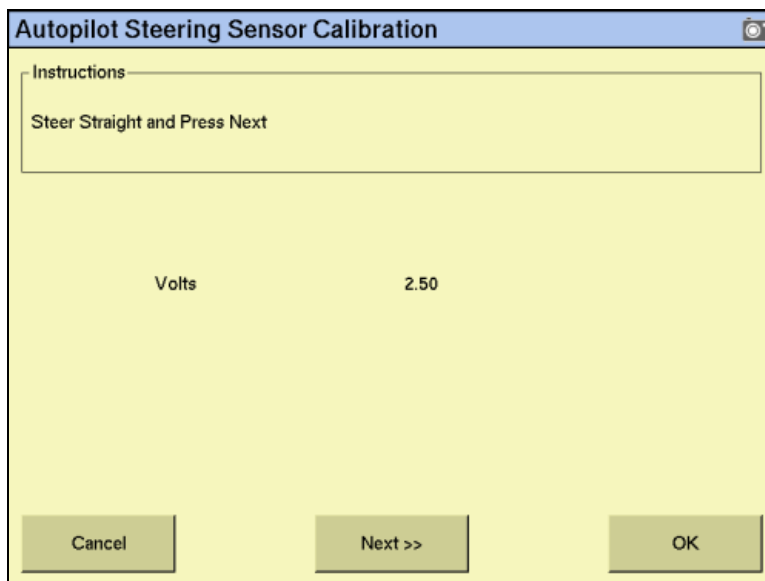 Autopilot Steering Sensor Calibration
Instructions
Steer Straight and Press Next
Volts 2.50
Cancel Next >> OK